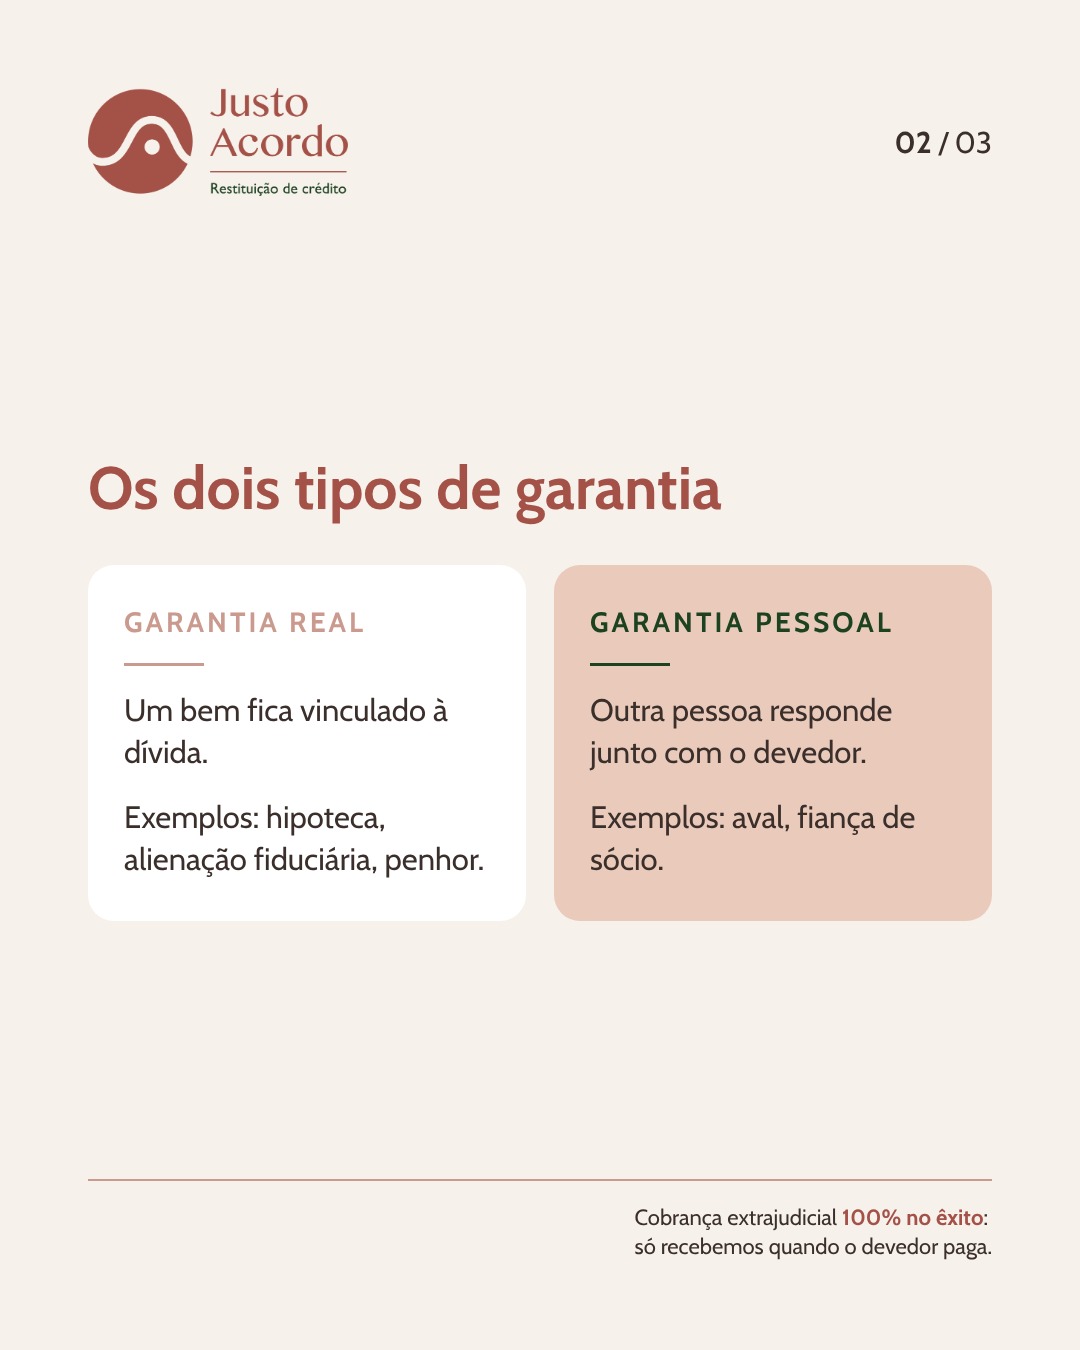 Justo
Acordo
Restituição de crédito
02 / 03
Os dois tipos de garantia
GARANTIA REAL
Um bem fica vinculado à
dívida.
Exemplos: hipoteca,
alienação fiduciária, penhor.
GARANTIA PESSOAL
Outra pessoa responde
junto com o devedor.
Exemplos: aval, fiança de
sócio.
Cobrança extrajudicial 100% no êxito:
só recebemos quando o devedor paga.